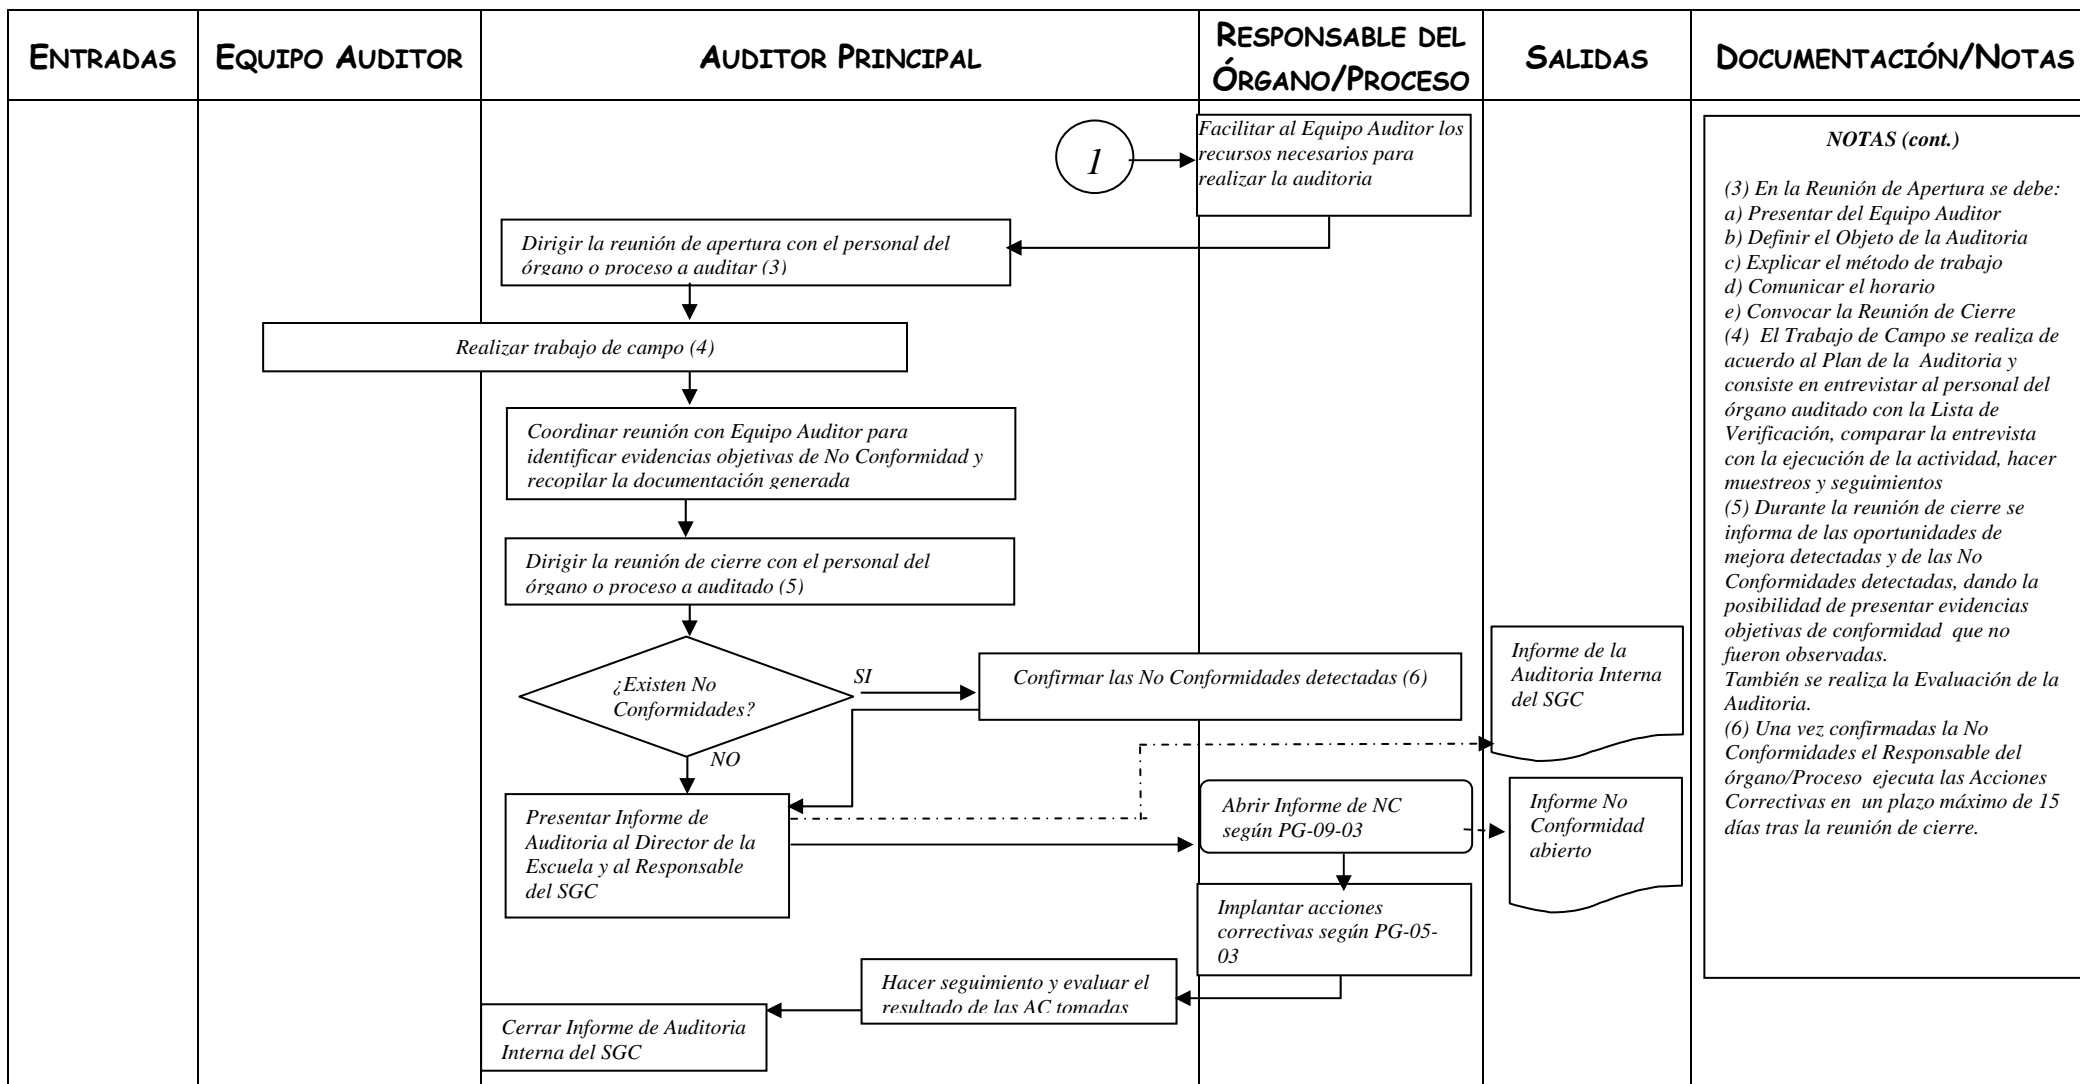 ENTRADAS
EQUIPO AUDITOR
AUDITOR PRINCIPAL
RESPONSABLE DEL
ÓRGANO/PROCESO
SALIDAS
DOCUMENTACIÓN/NOTAS
1
Facilitar al Equipo Auditor los
recursos necesarios para
realizar la auditoria
Dirigir la reunión de apertura con el personal del
órgano o proceso a auditar (3)
Realizar trabajo de campo (4)
Coordinar reunión con Equipo Auditor para
identificar evidencias objetivas de No Conformidad y
recopilar la documentación generada
Dirigir la reunión de cierre con el personal del
órgano o proceso a auditado (5)
¿Existen No
Conformidades?
SI
NO
Confirmar las No Conformidades detectadas (6)
Presentar Informe de
Auditoria al Director de la
Escuela y al Responsable
del SGC
Abrir Informe de NC
según PG-09-03
Implantar acciones
correctivas según PG-05-
03
Hacer seguimiento y evaluar el
resultado de las AC tomadas
Cerrar Informe de Auditoria
Interna del SGC
Informe de la
Auditoria Interna
del SGC
Informe No
Conformidad
abierto
NOTAS (cont.)
(3) En la Reunión de Apertura se debe:
a) Presentar del Equipo Auditor
b) Definir el Objeto de la Auditoria
c) Explicar el método de trabajo
d) Comunicar el horario
e) Convocar la Reunión de Cierre
(4) El Trabajo de Campo se realiza de
acuerdo al Plan de la Auditoria y
consiste en entrevistar al personal del
órgano auditado con la Lista de
Verificación, comparar la entrevista
con la ejecución de la actividad, hacer
muestreos y seguimientos
(5) Durante la reunión de cierre se
informa de las oportunidades de
mejora detectadas y de las No
Conformidades detectadas, dando la
posibilidad de presentar evidencias
objetivas de conformidad que no
fueron observadas.
También se realiza la Evaluación de la
Auditoria.
(6) Una vez confirmadas la No
Conformidades el Responsable del
órgano/Proceso ejecuta las Acciones
Correctivas en un plazo máximo de 15
días tras la reunión de cierre.